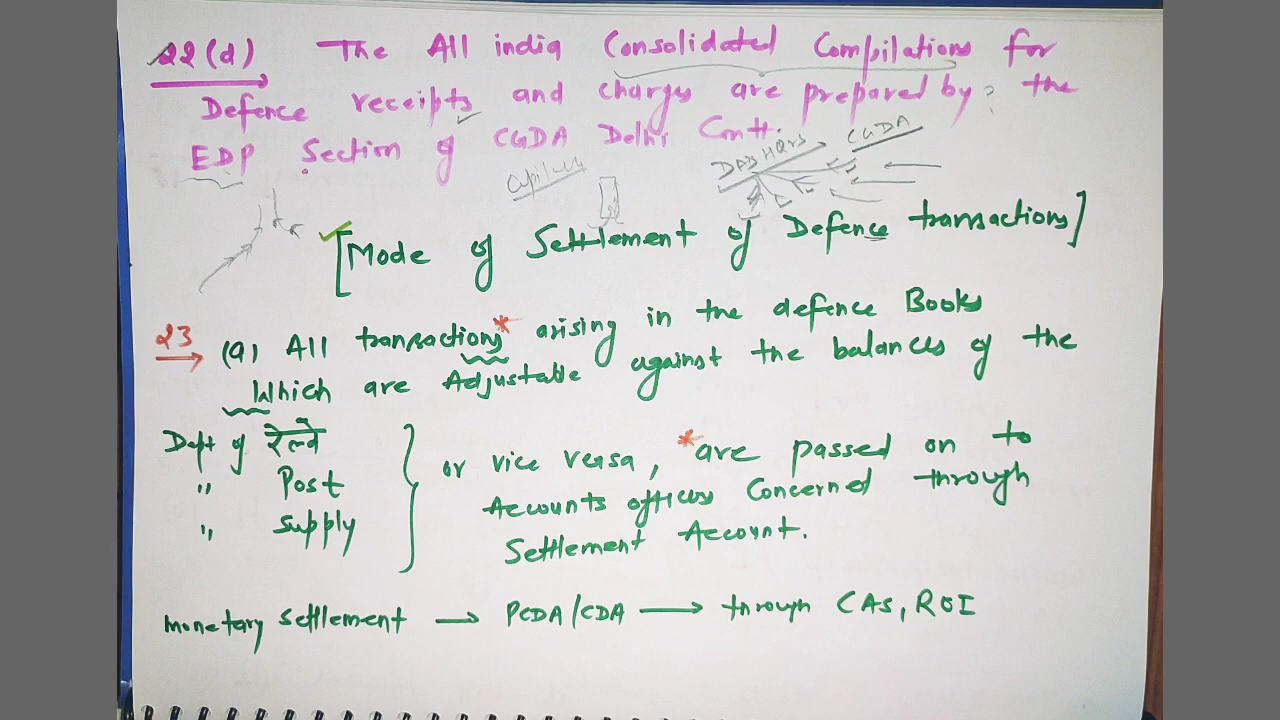 22(d) The All india Consolidated Compilations for
Defence receipts and charges are prepared by? the
EDP Section of CGDA Delhi Cantt.
DAD HQrs CGDA
[Mode of Settlement of Defence transactions]
23 (a) All transactions* arising in the defence Books
Which are Adjustable against the balances of the
Dept of रेल्वे
" Post
" Supply
or vice versa, *are passed on to
Accounts offices Concerned through
Settlement Account.
monetary settlement → PCDA/CDA → through CAS, RBI